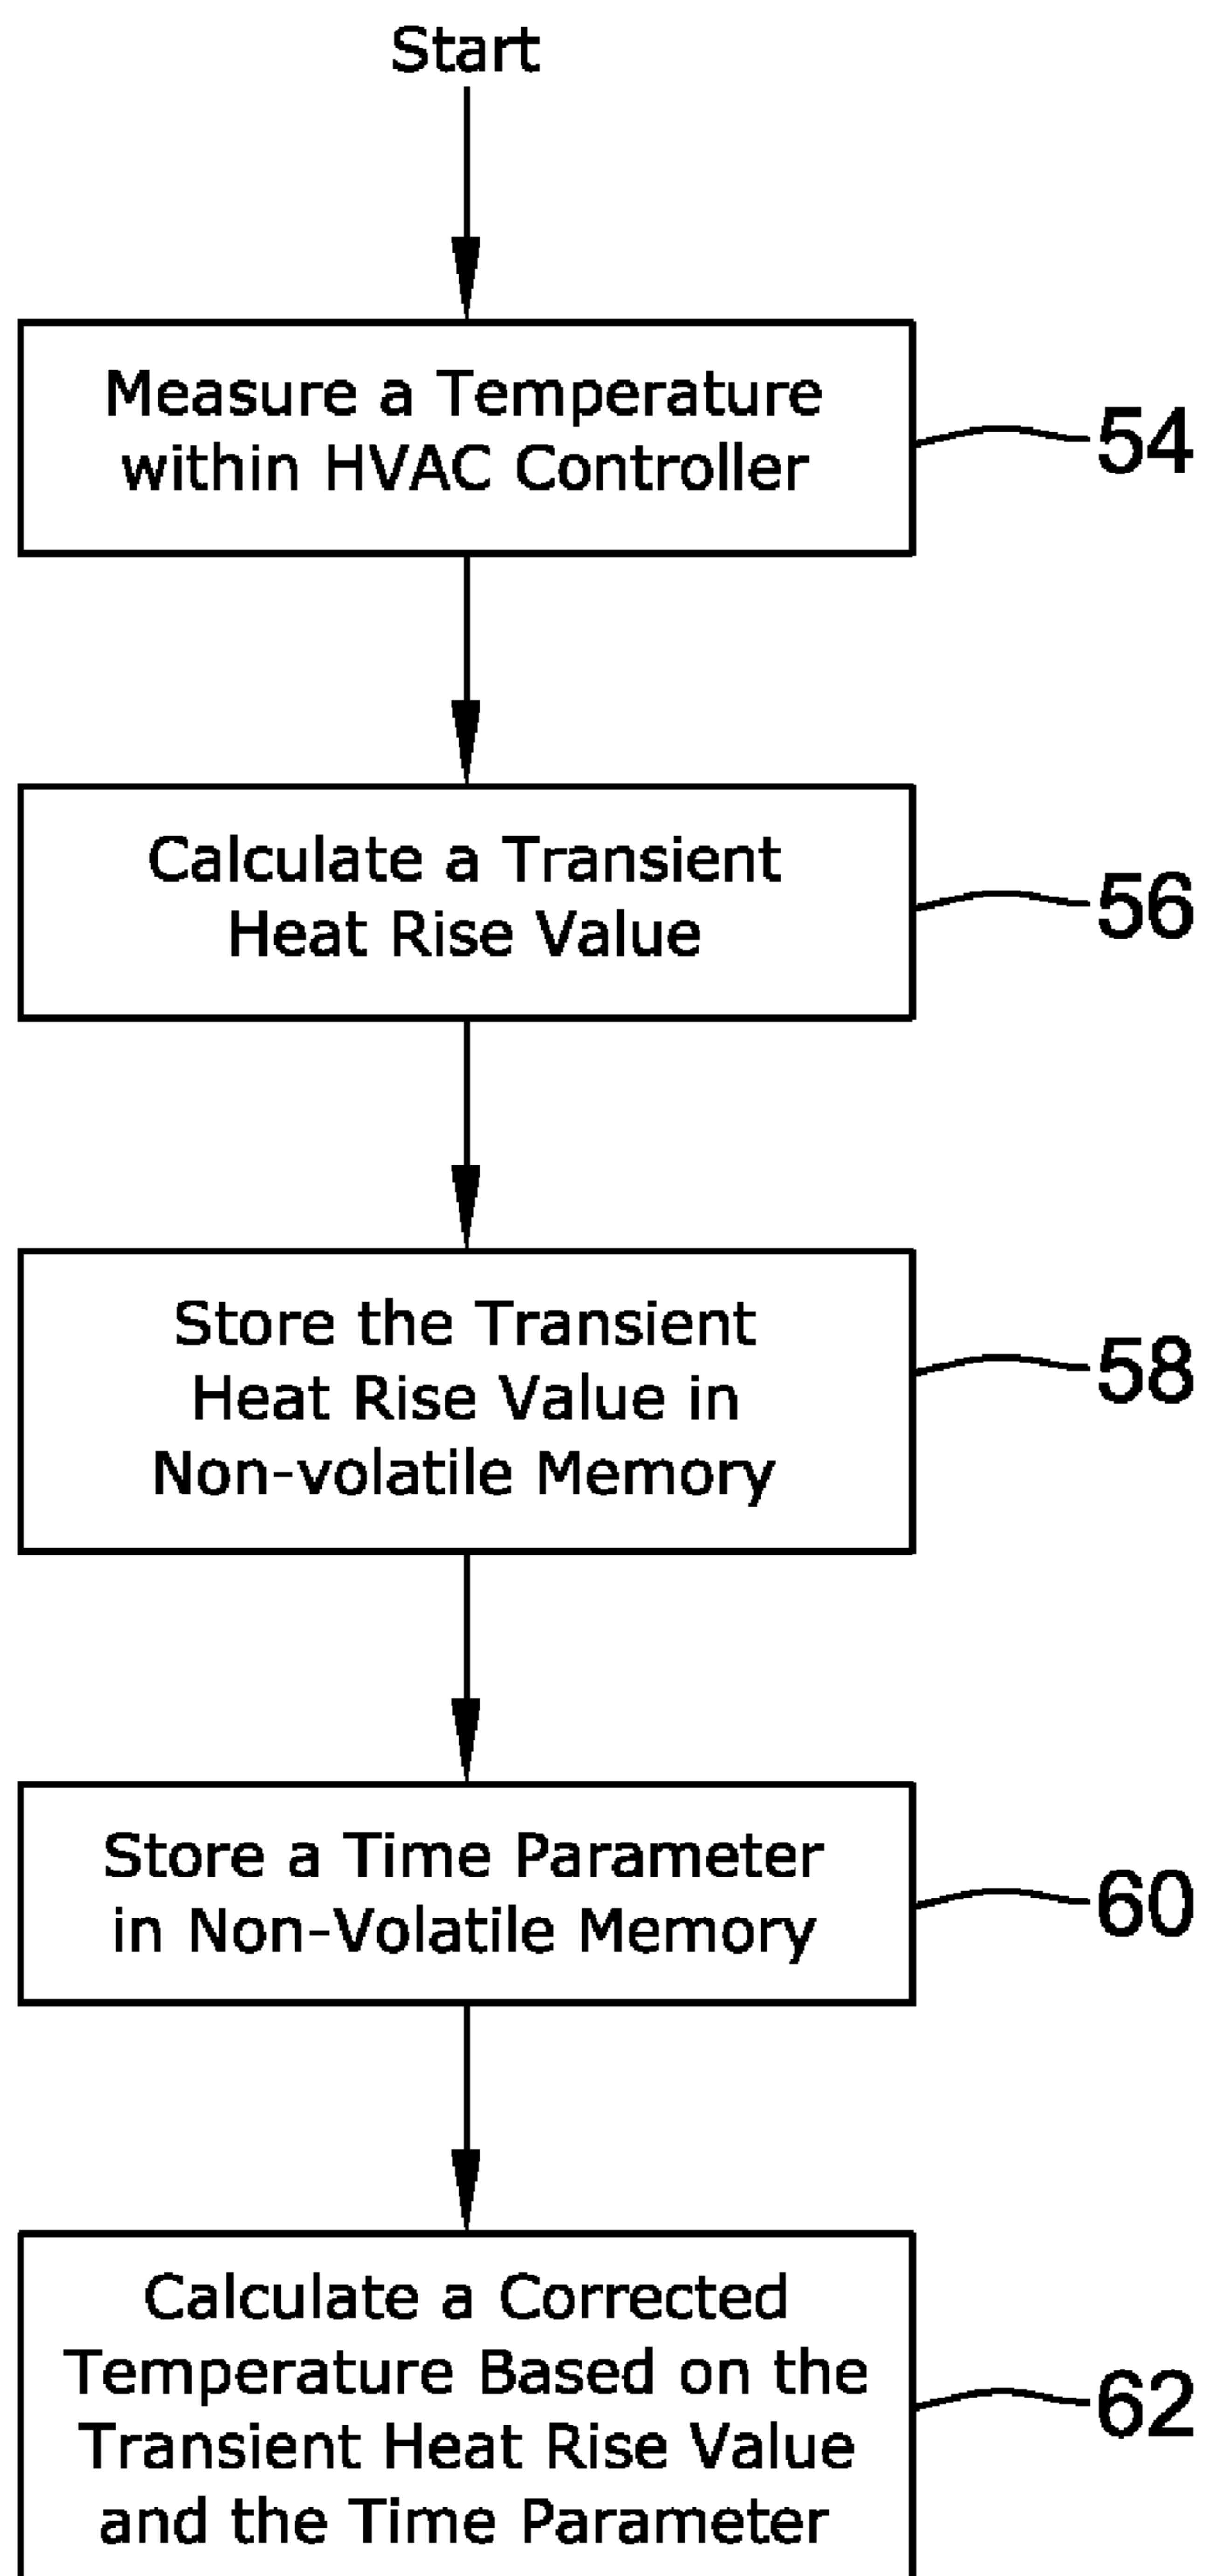 Start
Measure a Temperature
within HVAC Controller
54
Calculate a Transient
Heat Rise Value
56
Store the Transient
Heat Rise Value in
Non-volatile Memory
58
Store a Time Parameter
in Non-Volatile Memory
60
Calculate a Corrected
Temperature Based on the
Transient Heat Rise Value
and the Time Parameter
62